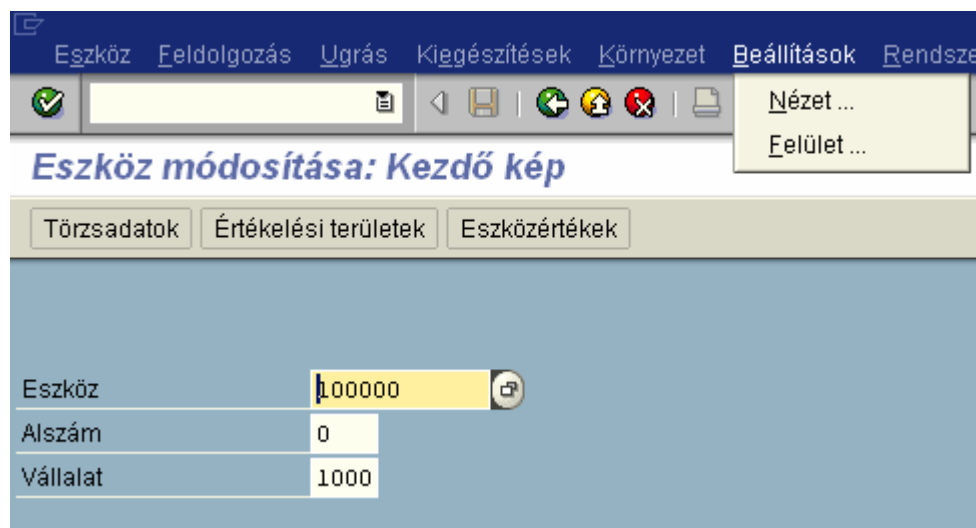 Eszköz Feldolgozás Ugrás Kiegészítések Környezet Beállítások Rendsze
Nézet ...
Felület ...
Eszköz módosítása: Kezdő kép
Törzsadatok Értékelési területek Eszközértékek
Eszköz 100000
Alszám 0
Vállalat 1000